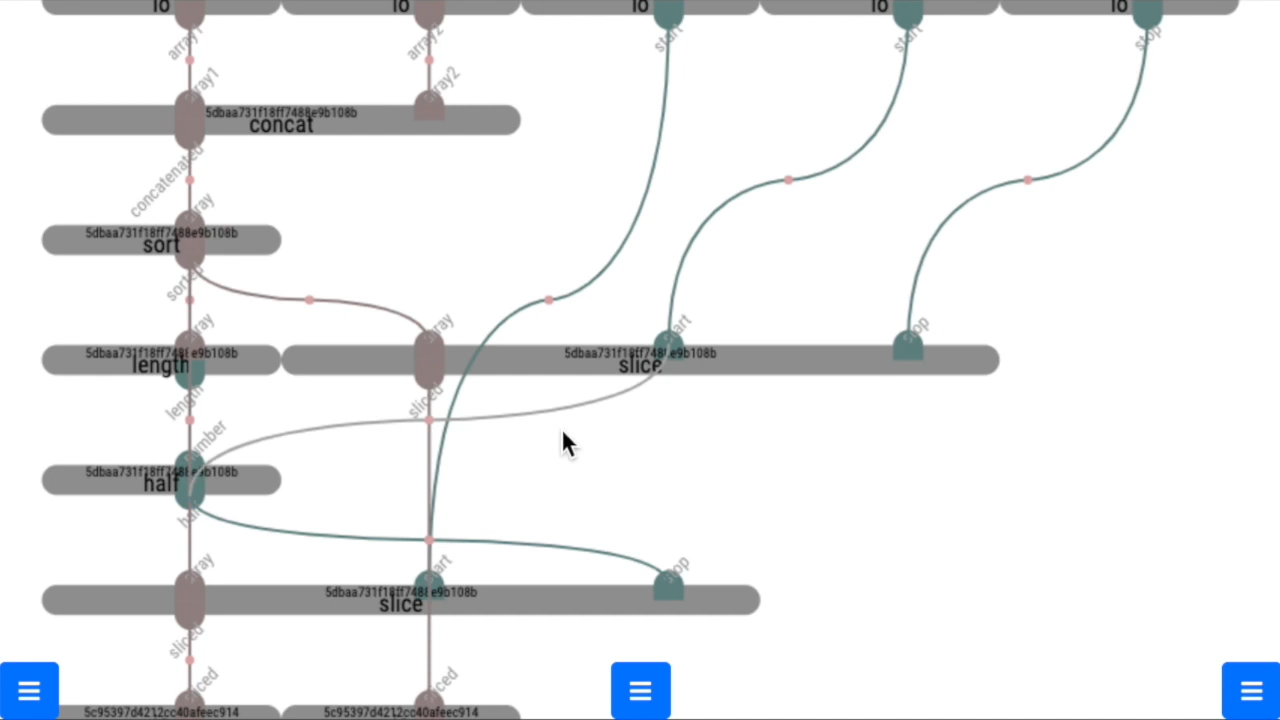 IO IO IO IO IO
array1 array2 start start stop
array1 array2
5dbaa731f18ff7488e9b108b
concat
concatenated
array
5dbaa731f18ff7488e9b108b
sort
sorted
array array start stop
5dbaa731f18ff7488e9b108b 5dbaa731f18ff7488e9b108b
length slice
length sliced
number
5dbaa731f18ff7488e9b108b
half
half
array start stop
5dbaa731f18ff7488e9b108b
slice
sliced
sliced sliced
5c95397d4212cc40afeec914 5c95397d4212cc40afeec914